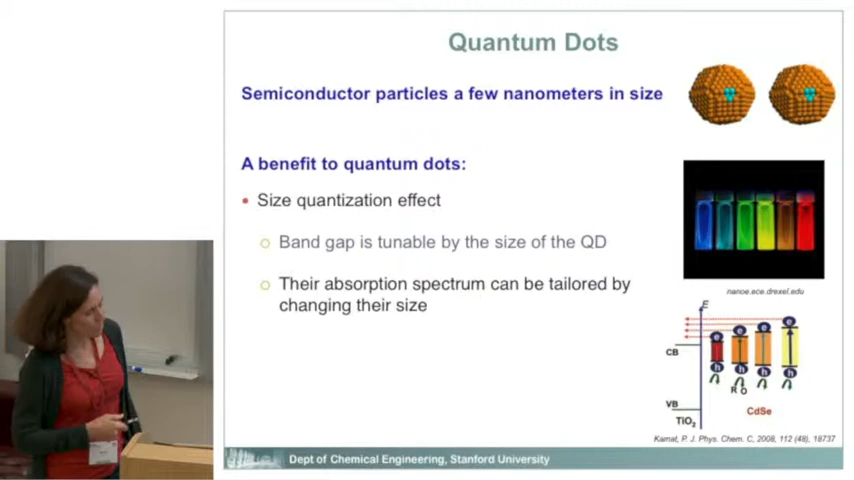 Quantum Dots
Semiconductor particles a few nanometers in size
A benefit to quantum dots:
• Size quantization effect
o Band gap is tunable by the size of the QD
o Their absorption spectrum can be tailored by
changing their size
nanoe.ece.drexel.edu
E
e e e e
CB
h h h h
R O
VB
TiO₂
CdSe
Kamat, P. J. Phys. Chem. C, 2008, 112 (48), 18737
Dept of Chemical Engineering, Stanford University